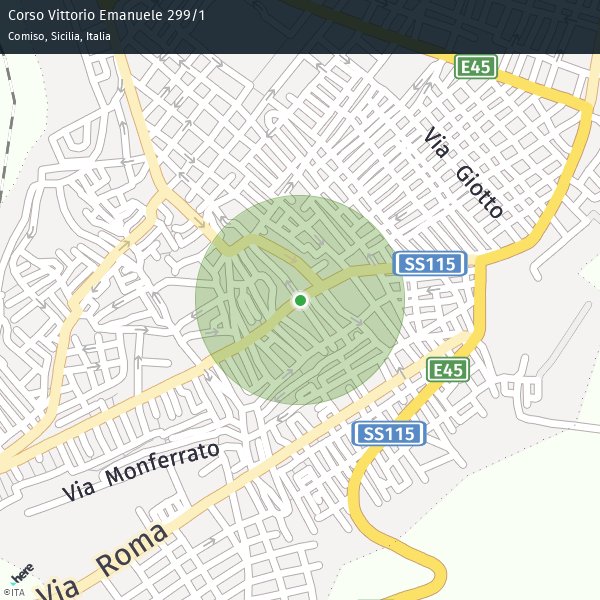 Corso Vittorio Emanuele 299/1
Comiso, Sicilia, Italia
E45
Via Giotto
SS115
E45
SS115
Via Monferrato
Via Roma
here
©ITA